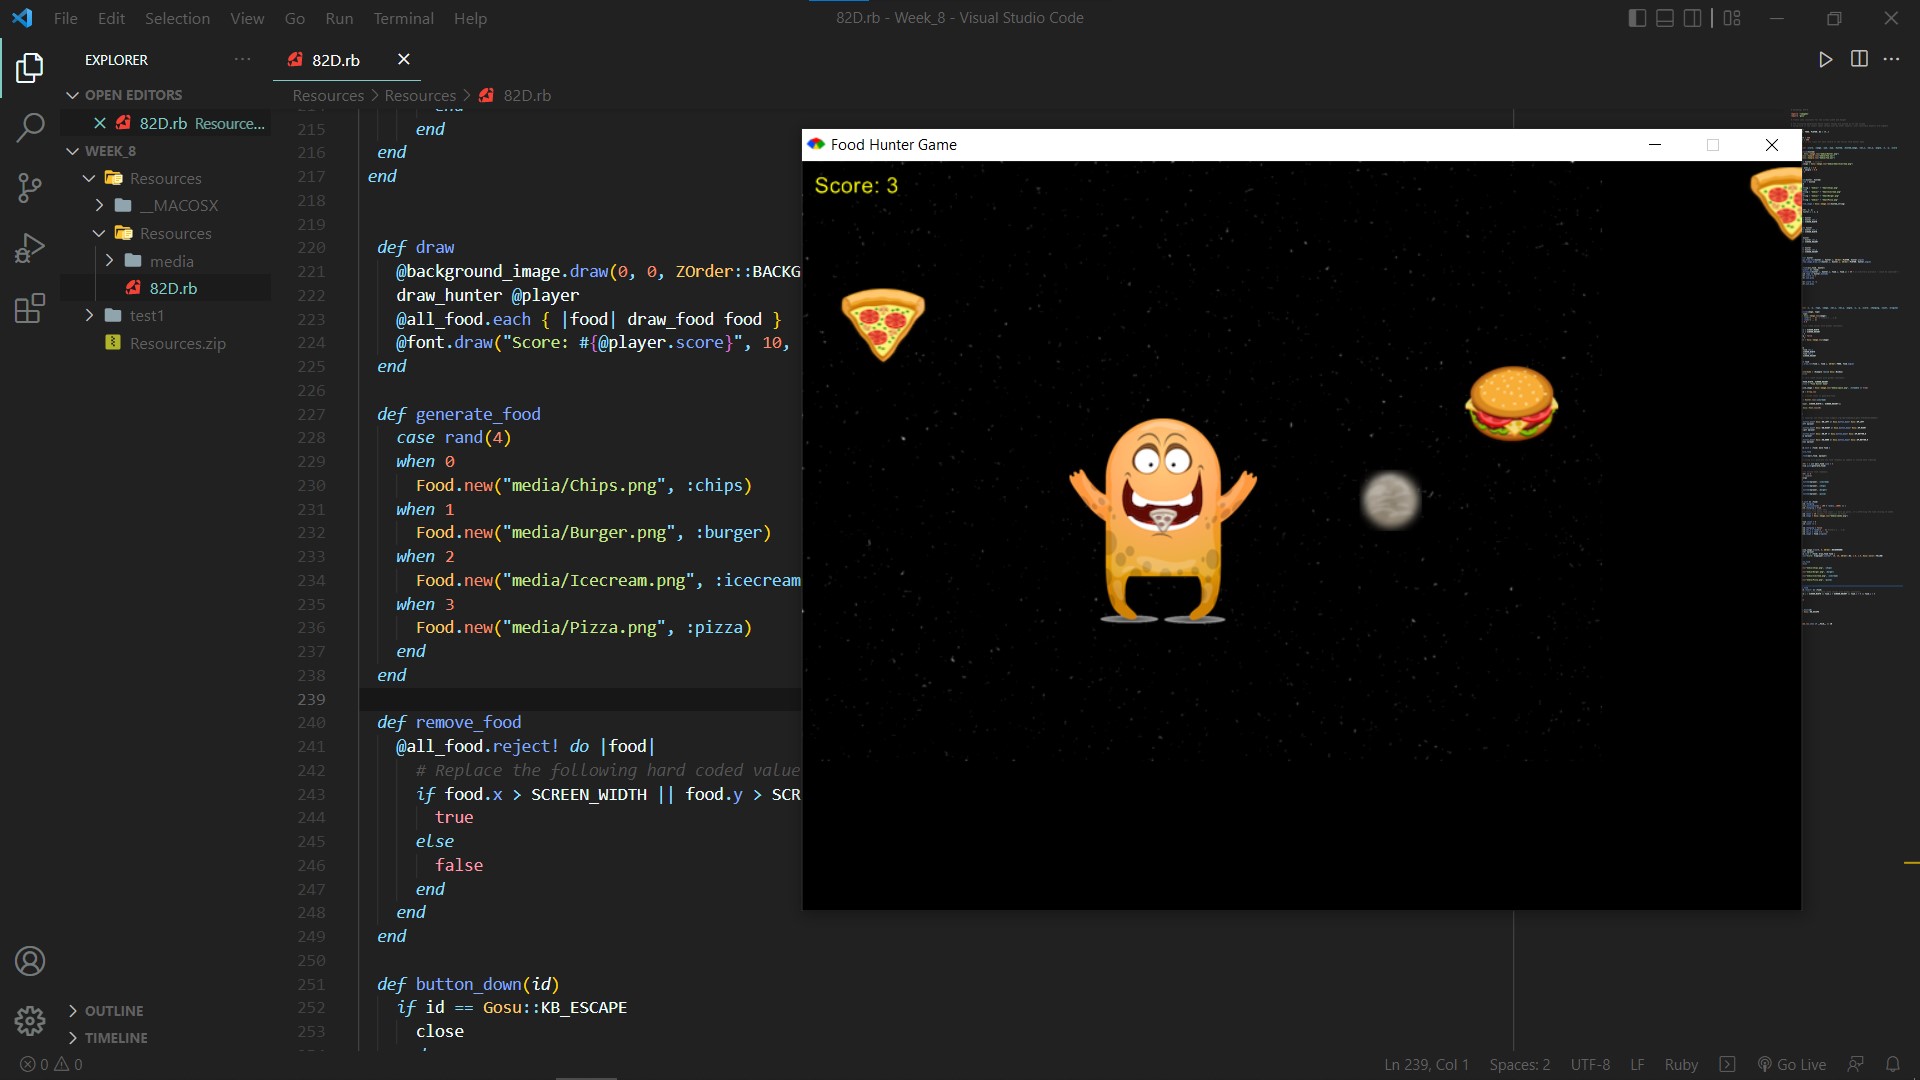 File Edit Selection View Go Run Terminal Help
82D.rb - Week_8 - Visual Studio Code
EXPLORER
82D.rb
OPEN EDITORS
Resources > Resources > 82D.rb
82D.rb Resource...
WEEK_8
Resources
__MACOSX
Resources
media
82D.rb
test1
Resources.zip
215 end
216 end
217 end
218
219
220 def draw
221 @background_image.draw(0, 0, ZOrder::BACKG
222 draw_hunter @player
223 @all_food.each { |food| draw_food food }
224 @font.draw("Score: #{@player.score}", 10,
225 end
226
227 def generate_food
228 case rand(4)
229 when 0
230 Food.new("media/Chips.png", :chips)
231 when 1
232 Food.new("media/Burger.png", :burger)
233 when 2
234 Food.new("media/Icecream.png", :icecream
235 when 3
236 Food.new("media/Pizza.png", :pizza)
237 end
238 end
239
240 def remove_food
241 @all_food.reject! do |food|
242 # Replace the following hard coded value
243 if food.x > SCREEN_WIDTH || food.y > SCR
244 true
245 else
246 false
247 end
248 end
249 end
250
251 def button_down(id)
252 if id == Gosu::KB_ESCAPE
253 close
Food Hunter Game
Score: 3
OUTLINE
TIMELINE
0 0
Ln 239, Col 1 Spaces: 2 UTF-8 LF Ruby Go Live